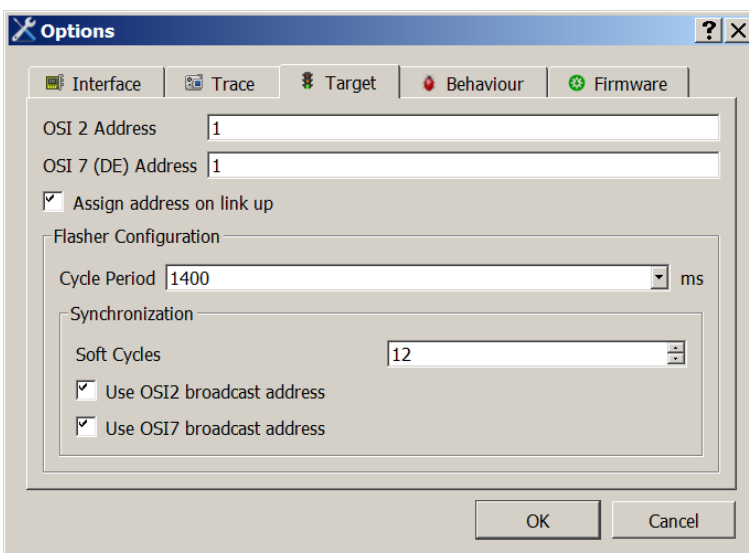 Options
Interface Trace Target Behaviour Firmware
OSI 2 Address 1
OSI 7 (DE) Address 1
Assign address on link up
Flasher Configuration
Cycle Period 1400 ms
Synchronization
Soft Cycles 12
Use OSI2 broadcast address
Use OSI7 broadcast address
OK Cancel